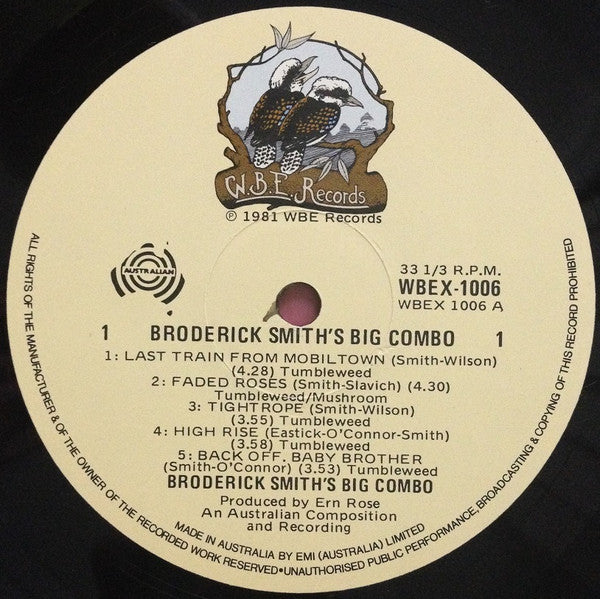 W.B.E. Records
℗ 1981 WBE Records
AUSTRALIAN
33 1/3 R.P.M.
WBEX-1006
WBEX 1006 A
1 BRODERICK SMITH'S BIG COMBO 1
1: LAST TRAIN FROM MOBILTOWN (Smith-Wilson)
(4.28) Tumbleweed
2: FADED ROSES (Smith-Slavich) (4.30)
Tumbleweed/Mushroom
3: TIGHTROPE (Smith-Wilson)
(3.55) Tumbleweed
4: HIGH RISE (Eastick-O'Connor-Smith)
(3.58) Tumbleweed
5: BACK OFF, BABY BROTHER
(Smith-O'Connor) (3.53) Tumbleweed
BRODERICK SMITH'S BIG COMBO
Produced by Ern Rose
An Australian Composition
and Recording
MADE IN AUSTRALIA BY EMI (AUSTRALIA) LIMITED
ALL RIGHTS OF THE MANUFACTURER & OF THE OWNER OF THE RECORDED WORK RESERVED•UNAUTHORISED PUBLIC PERFORMANCE, BROADCASTING & COPYING OF THIS RECORD PROHIBITED